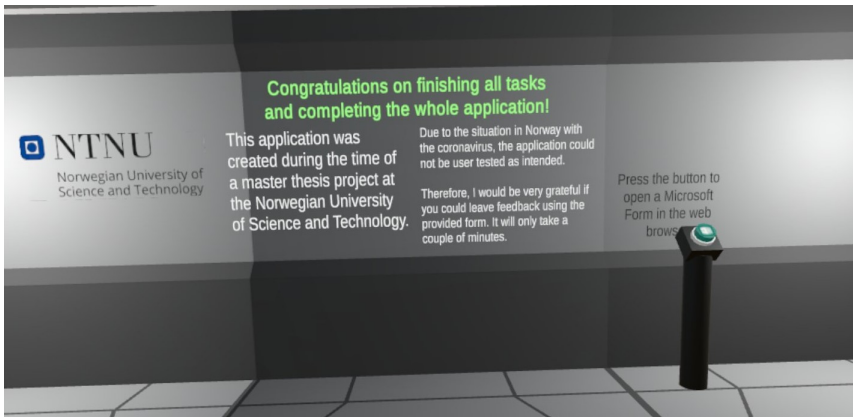 NTNU
Norwegian University of
Science and Technology
Congratulations on finishing all tasks
and completing the whole application!
This application was
created during the time of
a master thesis project at
the Norwegian University
of Science and Technology.
Due to the situation in Norway with
the coronavirus, the application could
not be user tested as intended.
Therefore, I would be very grateful if
you could leave feedback using the
provided form. It will only take a
couple of minutes.
Press the button to
open a Microsoft
Form in the web